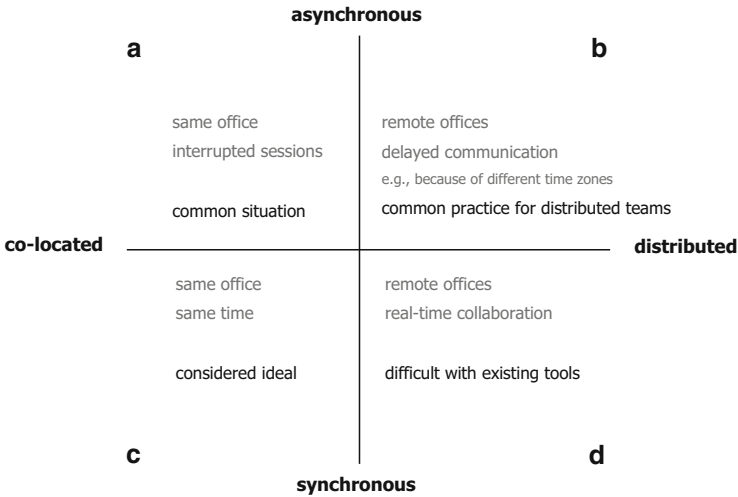 asynchronous
a
b
same office
interrupted sessions
common situation
remote offices
delayed communication
e.g., because of different time zones
common practice for distributed teams
co-located
distributed
same office
same time
considered ideal
remote offices
real-time collaboration
difficult with existing tools
c
d
synchronous